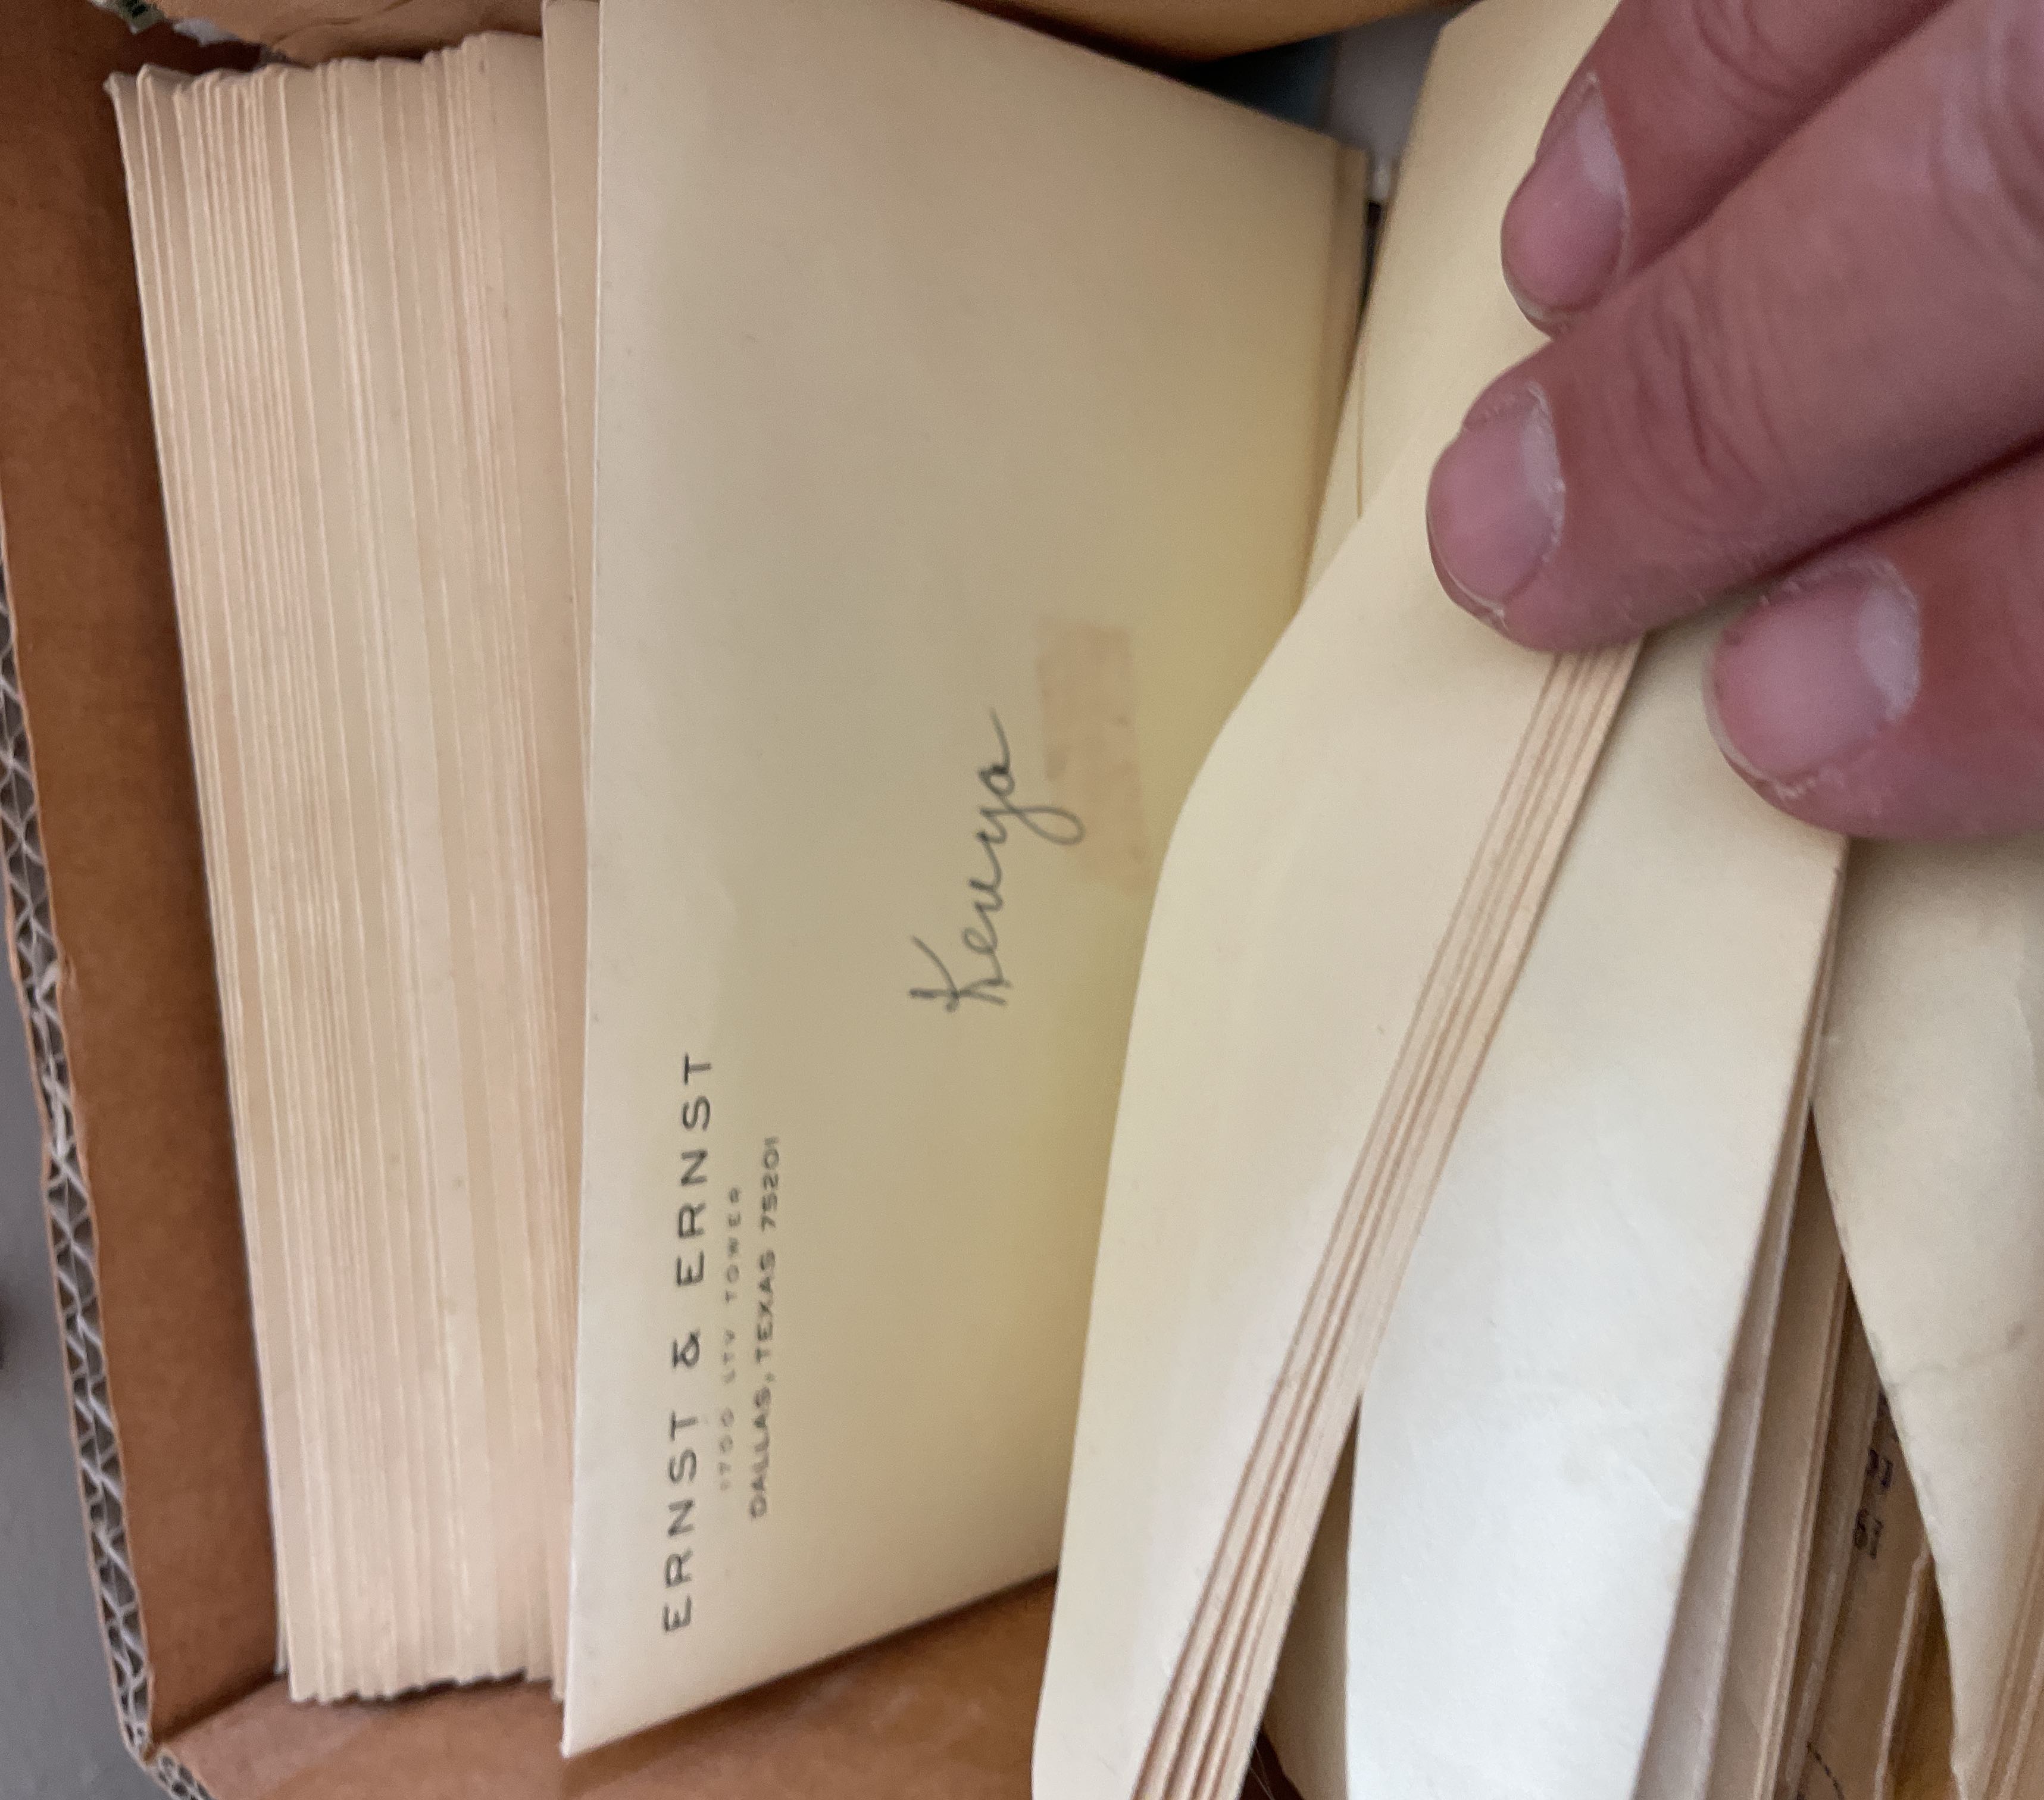 ERNST & ERNST
1700 LTV TOWER
DALLAS, TEXAS 75201
Kenya